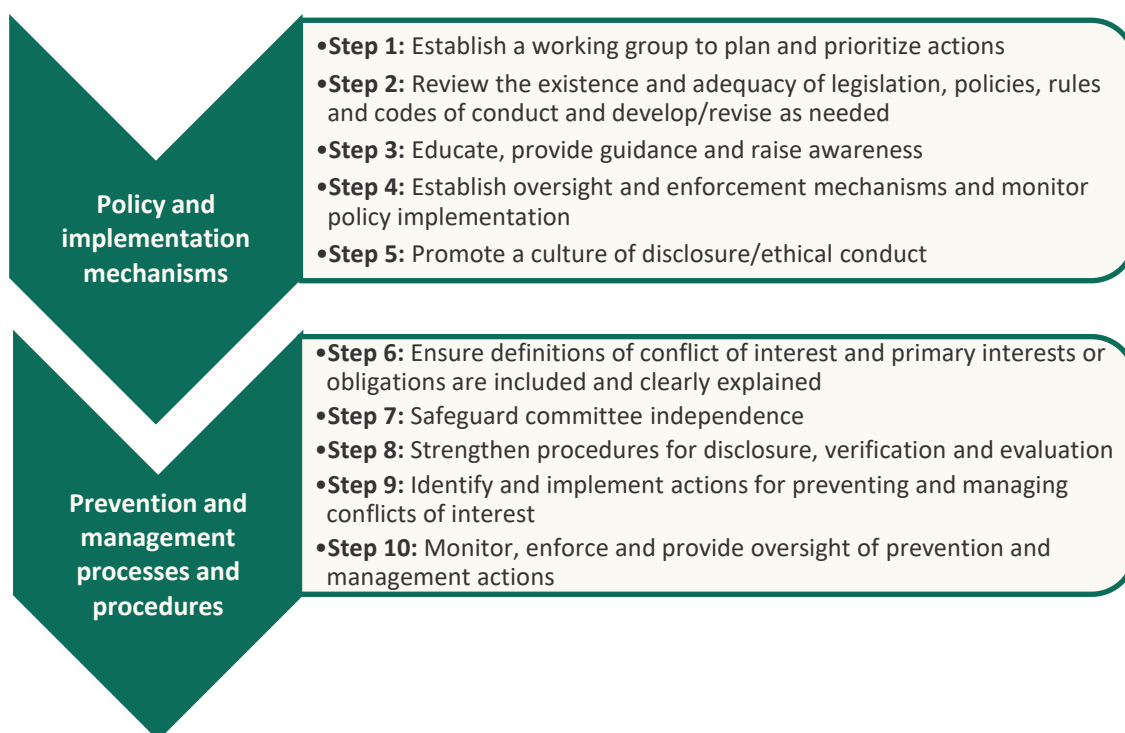 Policy and
implementation
mechanisms
•Step 1: Establish a working group to plan and prioritize actions
•Step 2: Review the existence and adequacy of legislation, policies, rules
and codes of conduct and develop/revise as needed
•Step 3: Educate, provide guidance and raise awareness
•Step 4: Establish oversight and enforcement mechanisms and monitor
policy implementation
•Step 5: Promote a culture of disclosure/ethical conduct
Prevention and
management
processes and
procedures
•Step 6: Ensure definitions of conflict of interest and primary interests or
obligations are included and clearly explained
•Step 7: Safeguard committee independence
•Step 8: Strengthen procedures for disclosure, verification and evaluation
•Step 9: Identify and implement actions for preventing and managing
conflicts of interest
•Step 10: Monitor, enforce and provide oversight of prevention and
management actions